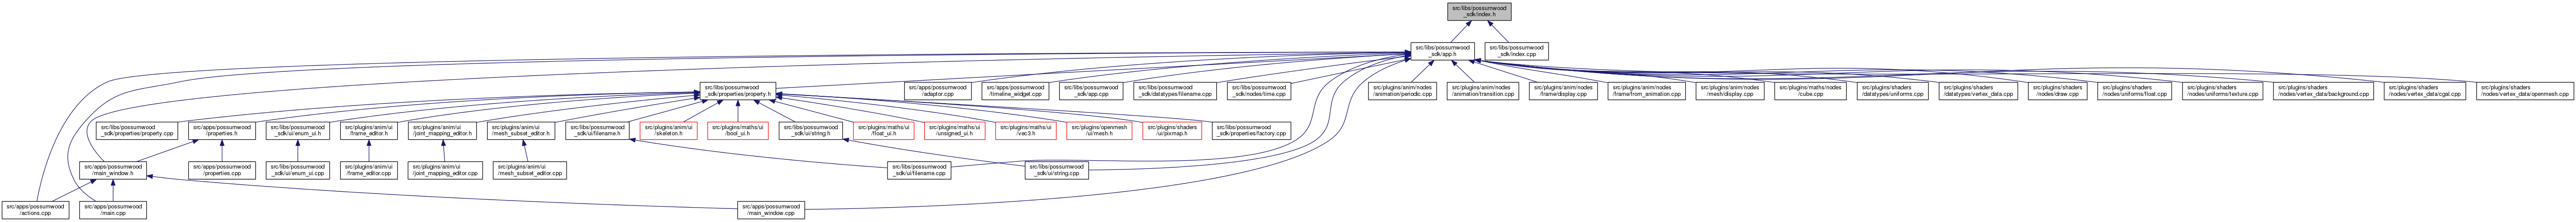 src/libs/possumwood
_sdk/index.h
src/libs/possumwood
_sdk/app.h
src/libs/possumwood
_sdk/index.cpp
src/libs/possumwood
_sdk/properties/property.h
src/apps/possumwood
/adaptor.cpp
src/apps/possumwood
/timeline_widget.cpp
src/libs/possumwood
_sdk/app.cpp
src/libs/possumwood
_sdk/datatypes/filename.cpp
src/libs/possumwood
_sdk/nodes/time.cpp
src/plugins/anim/nodes
/animation/periodic.cpp
src/plugins/anim/nodes
/animation/transition.cpp
src/plugins/anim/nodes
/frame/display.cpp
src/plugins/anim/nodes
/frame/from_animation.cpp
src/plugins/anim/nodes
/mesh/display.cpp
src/plugins/maths/nodes
/cube.cpp
src/plugins/shaders
/datatypes/uniforms.cpp
src/plugins/shaders
/datatypes/vertex_data.cpp
src/plugins/shaders
/nodes/draw.cpp
src/plugins/shaders
/nodes/uniforms/float.cpp
src/plugins/shaders
/nodes/uniforms/texture.cpp
src/plugins/shaders
/nodes/vertex_data/background.cpp
src/plugins/shaders
/nodes/vertex_data/cgal.cpp
src/plugins/shaders
/nodes/vertex_data/openmesh.cpp
src/libs/possumwood
_sdk/properties/property.cpp
src/apps/possumwood
/properties.h
src/libs/possumwood
_sdk/ui/enum_ui.h
src/plugins/anim/ui
/frame_editor.h
src/plugins/anim/ui
/joint_mapping_editor.h
src/plugins/anim/ui
/mesh_subset_editor.h
src/libs/possumwood
_sdk/ui/filename.h
src/plugins/anim/ui
/skeleton.h
src/plugins/maths/ui
/bool_ui.h
src/libs/possumwood
_sdk/ui/string.h
src/plugins/maths/ui
/float_ui.h
src/plugins/maths/ui
/unsigned_ui.h
src/plugins/maths/ui
/vec3.h
src/plugins/openmesh
/ui/mesh.h
src/plugins/shaders
/ui/pixmap.h
src/libs/possumwood
_sdk/properties/factory.cpp
src/apps/possumwood
/main_window.h
src/apps/possumwood
/properties.cpp
src/libs/possumwood
_sdk/ui/enum_ui.cpp
src/plugins/anim/ui
/frame_editor.cpp
src/plugins/anim/ui
/joint_mapping_editor.cpp
src/plugins/anim/ui
/mesh_subset_editor.cpp
src/libs/possumwood
_sdk/ui/filename.cpp
src/libs/possumwood
_sdk/ui/string.cpp
src/apps/possumwood
/actions.cpp
src/apps/possumwood
/main.cpp
src/apps/possumwood
/main_window.cpp